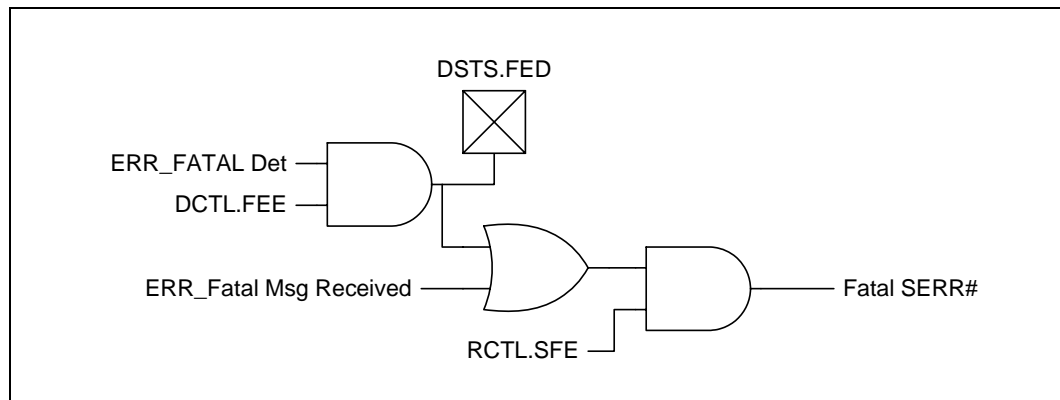 DSTS.FED
ERR_FATAL Det
DCTL.FEE
ERR_Fatal Msg Received
Fatal SERR#
RCTL.SFE